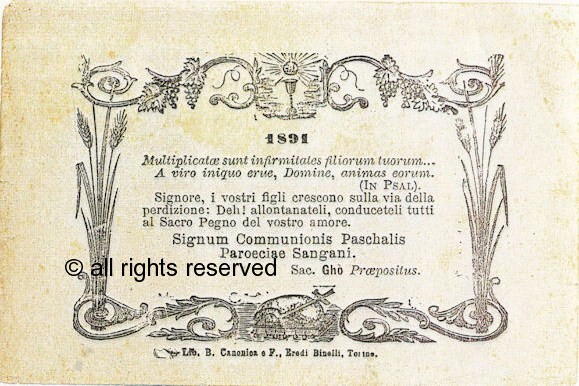 1891
Multiplicatæ sunt infirmitates filiorum tuorum...
A viro iniquo erue, Domine, animas eorum.
(In Psal).
Signore, i vostri figli crescono sulla via della
perdizione: Deh! allontanateli, conduceteli tutti
al Sacro Pegno del vostro amore.
Signum Communionis Paschalis
Paroeciae Sangani.
© all rights reserved
Sac. Ghò Præpositus.
Lib. B. Canonica e F., Eredi Binelli, Torino.